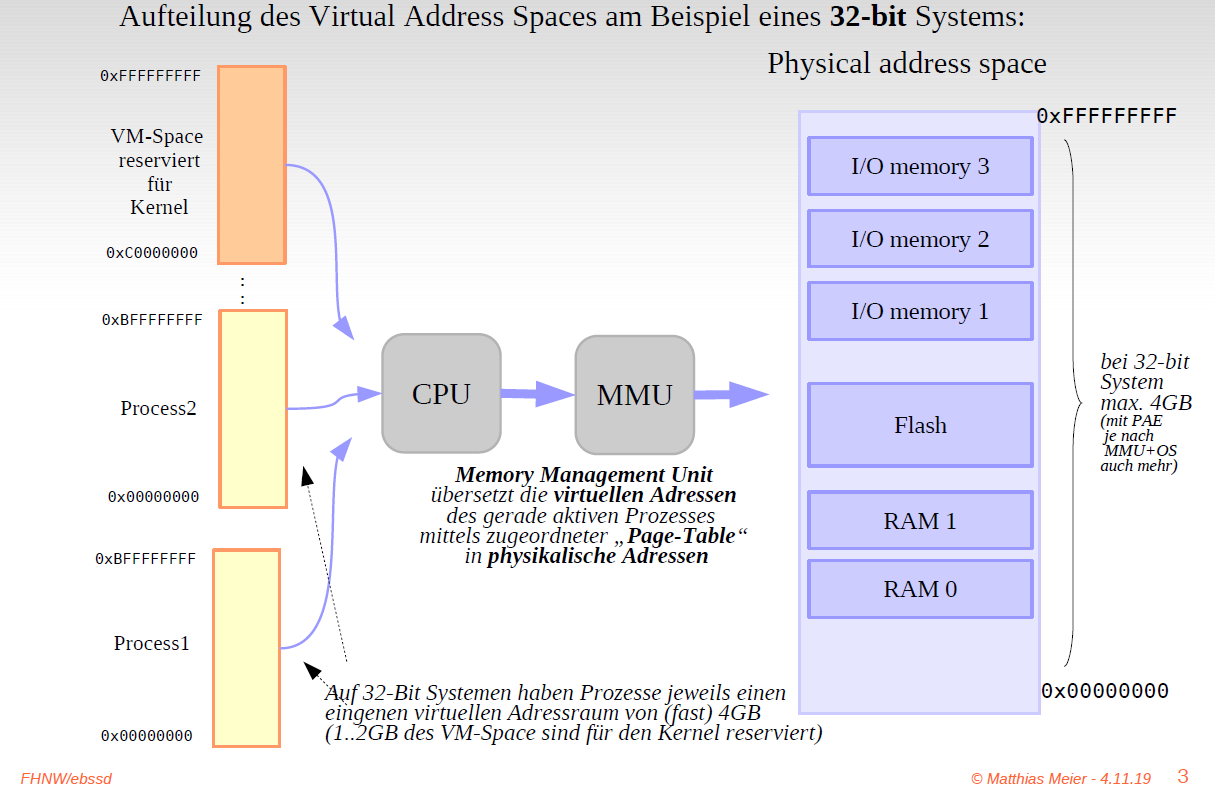 Aufteilung des Virtual Address Spaces am Beispiel eines 32-bit Systems:
Physical address space
0xFFFFFFFFF
VM-Space
reserviert
für
Kernel
0xC0000000
:
:
0xBFFFFFFFF
Process2
0x00000000
0xBFFFFFFFF
Process1
0x00000000
CPU
MMU
Memory Management Unit
übersetzt die virtuellen Adressen
des gerade aktiven Prozesses
mittels zugeordneter „Page-Table“
in physikalische Adressen
Auf 32-Bit Systemen haben Prozesse jeweils einen
eingenen virtuellen Adressraum von (fast) 4GB
(1..2GB des VM-Space sind für den Kernel reserviert)
0xFFFFFFFFF
I/O memory 3
I/O memory 2
I/O memory 1
Flash
RAM 1
RAM 0
0x00000000
bei 32-bit
System
max. 4GB
(mit PAE
je nach
MMU+OS
auch mehr)
FHNW/ebssd
© Matthias Meier - 4.11.19 3